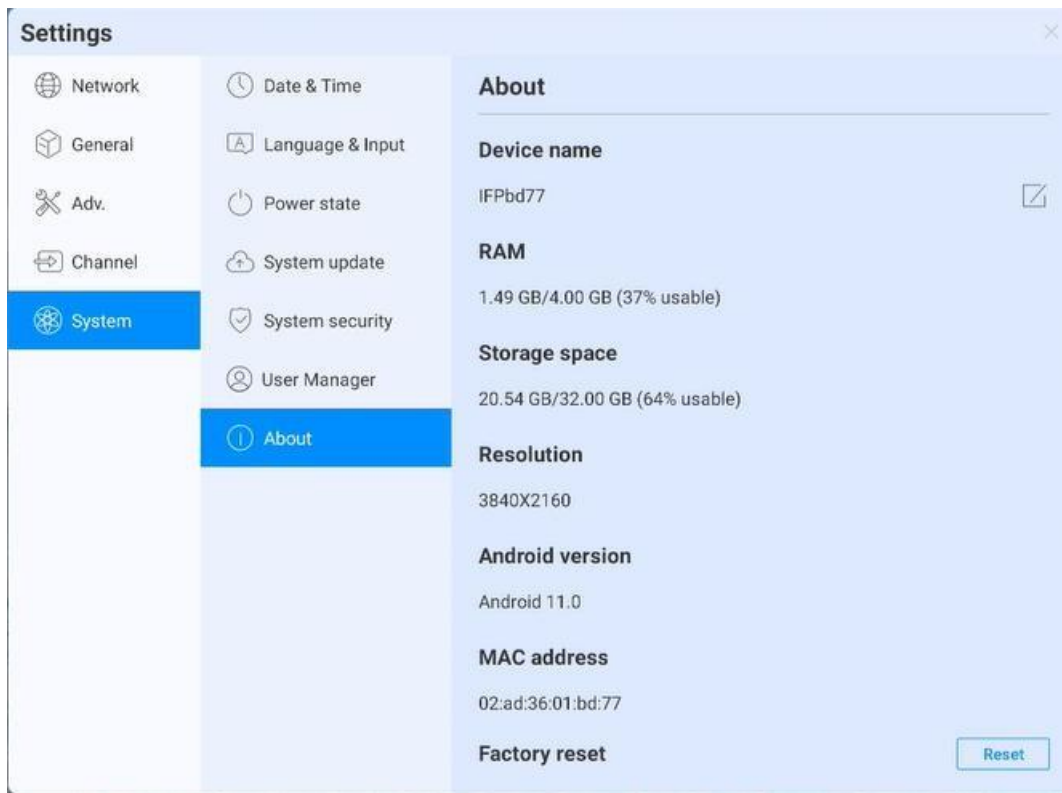 Settings
Network
General
Adv.
Channel
System
Date & Time
Language & Input
Power state
System update
System security
User Manager
About
About
Device name
IFPbd77
RAM
1.49 GB/4.00 GB (37% usable)
Storage space
20.54 GB/32.00 GB (64% usable)
Resolution
3840X2160
Android version
Android 11.0
MAC address
02:ad:36:01:bd:77
Factory reset
Reset